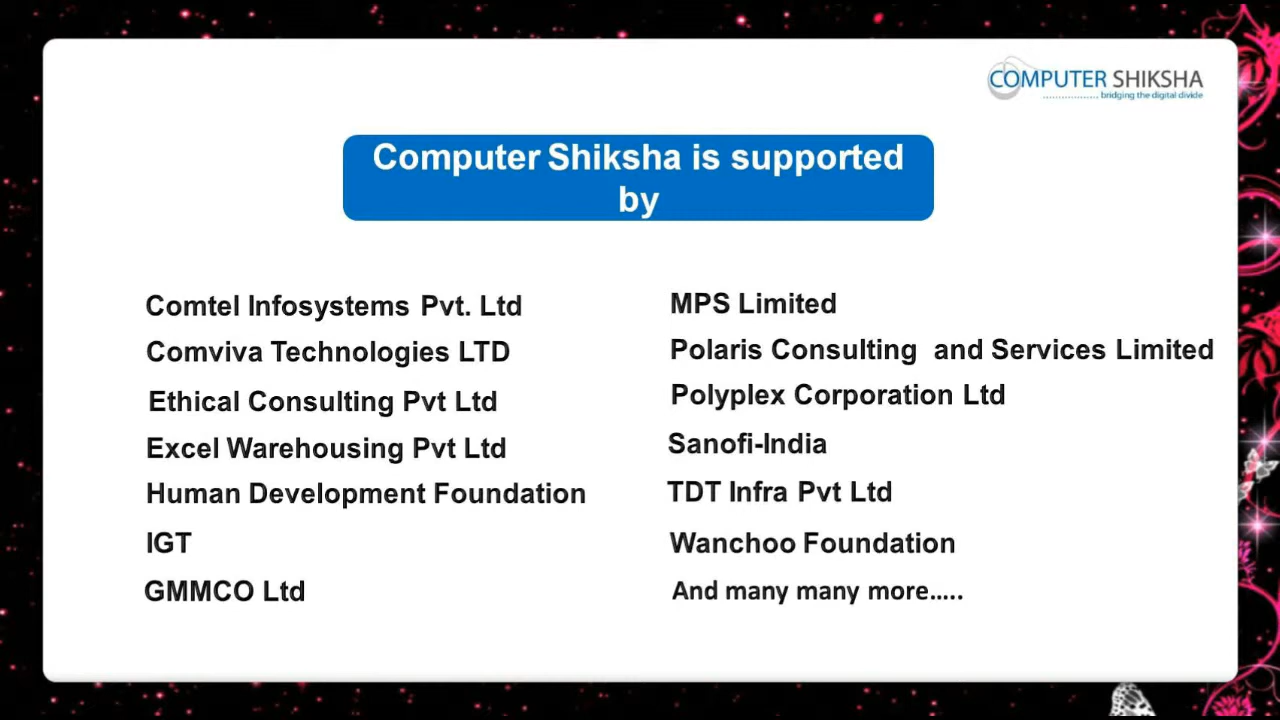 COMPUTER SHIKSHA
bridging the digital divide
Computer Shiksha is supported
by
Comtel Infosystems Pvt. Ltd
Comviva Technologies LTD
Ethical Consulting Pvt Ltd
Excel Warehousing Pvt Ltd
Human Development Foundation
IGT
GMMCO Ltd
MPS Limited
Polaris Consulting and Services Limited
Polyplex Corporation Ltd
Sanofi-India
TDT Infra Pvt Ltd
Wanchoo Foundation
And many many more.....